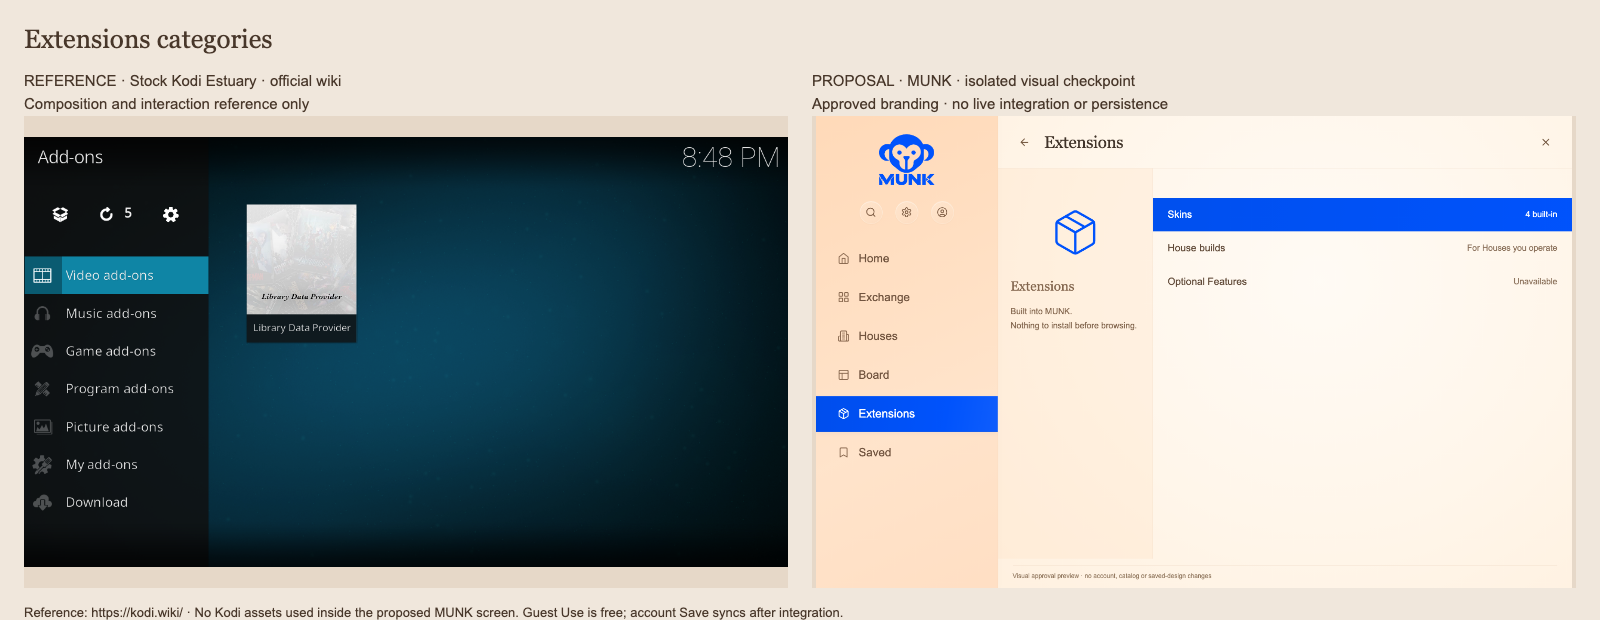 Extensions categories
REFERENCE · Stock Kodi Estuary · official wiki
Composition and interaction reference only
Add-ons
8:48 PM
5
Video add-ons
Music add-ons
Game add-ons
Program add-ons
Picture add-ons
My add-ons
Download
Library Data Provider
Library Data Provider
PROPOSAL · MUNK · isolated visual checkpoint
Approved branding · no live integration or persistence
MUNK
Home
Exchange
Houses
Board
Extensions
Saved
Extensions
Extensions
Built into MUNK.
Nothing to install before browsing.
Skins 4 built-in
House builds For Houses you operate
Optional Features Unavailable
Visual approval preview · no account, catalog or saved-design changes
Reference: https://kodi.wiki/ · No Kodi assets used inside the proposed MUNK screen. Guest Use is free; account Save syncs after integration.